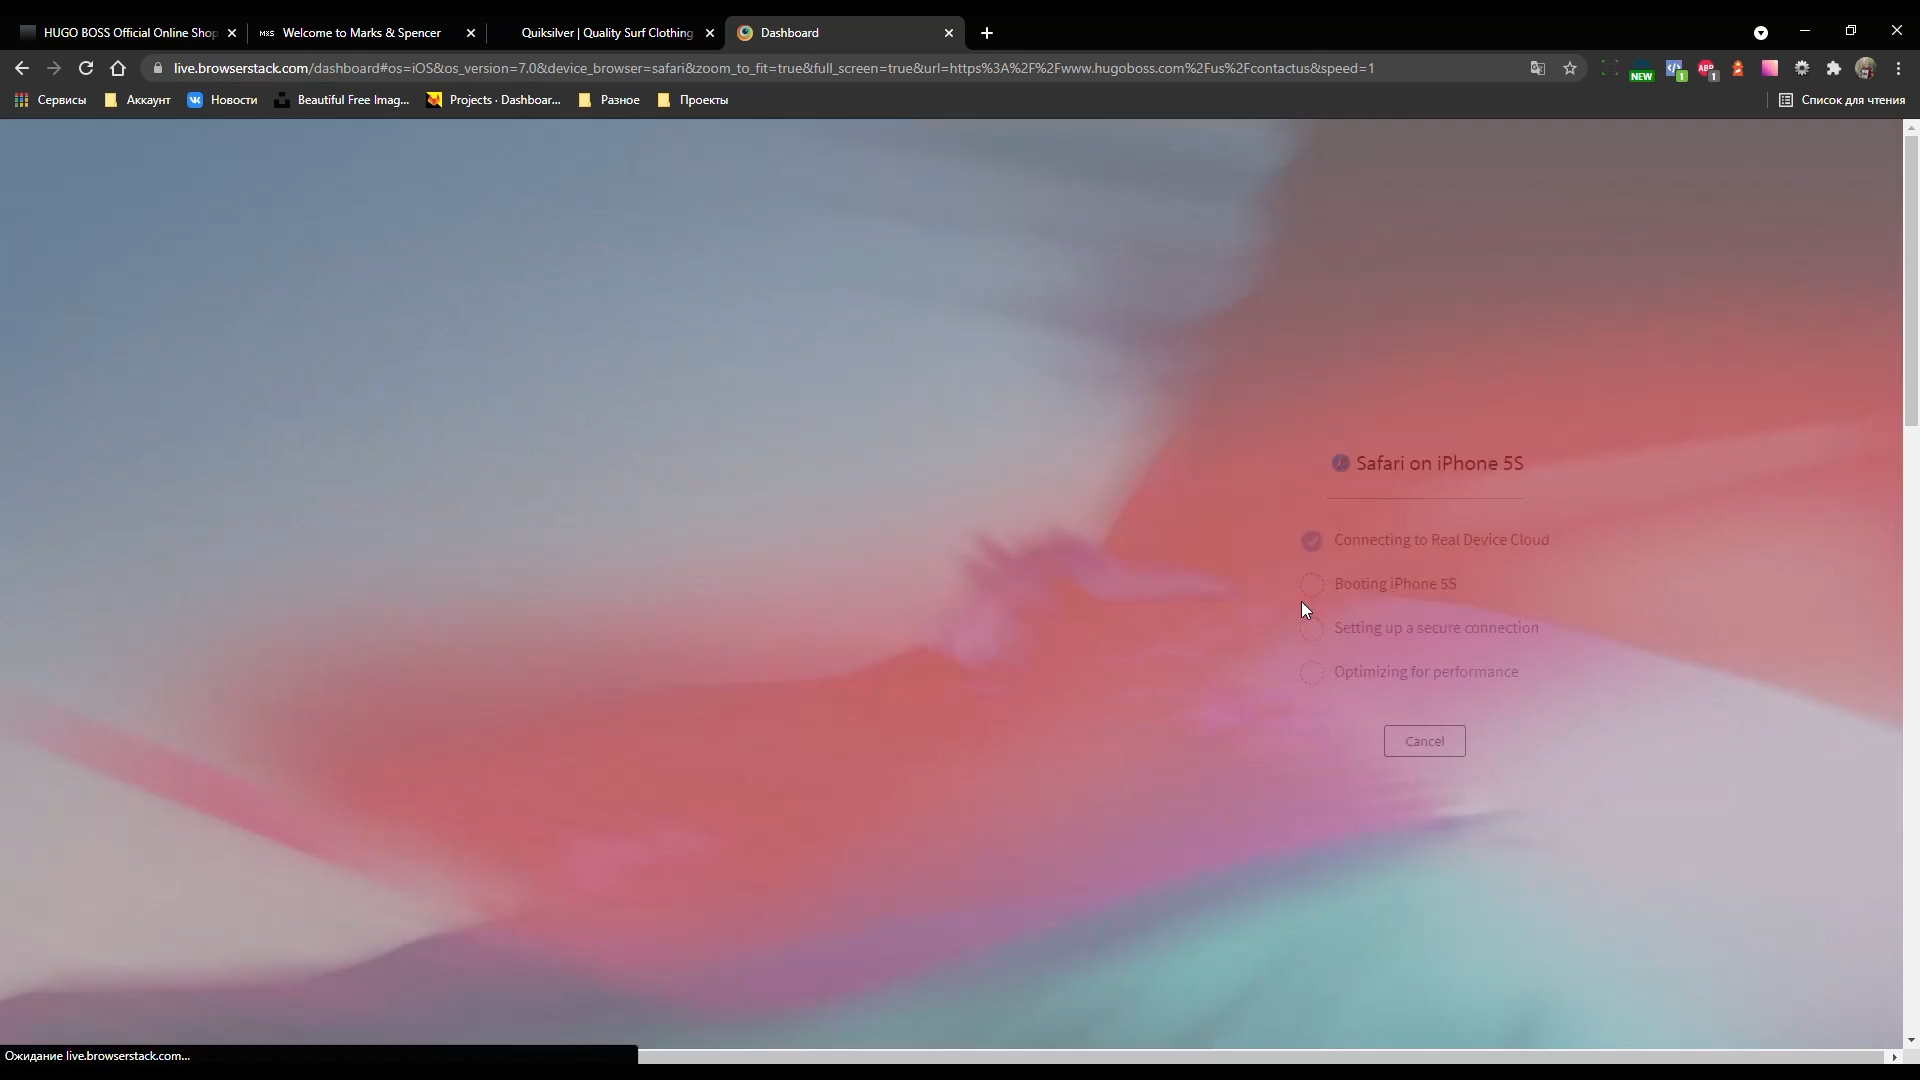 HUGO BOSS Official Online Shop
M&S Welcome to Marks & Spencer
Quiksilver | Quality Surf Clothing
Dashboard
live.browserstack.com/dashboard#os=iOS&os_version=7.0&device_browser=safari&zoom_to_fit=true&full_screen=true&url=https%3A%2F%2Fwww.hugoboss.com%2Fus%2Fcontactus&speed=1
NEW
1
ABP
1
Сервисы
Аккаунт
Новости
Beautiful Free Imag...
Projects · Dashboar...
Разное
Проекты
Список для чтения
Safari on iPhone 5S
Connecting to Real Device Cloud
Booting iPhone 5S
Setting up a secure connection
Optimizing for performance
Cancel
Ожидание live.browserstack.com...